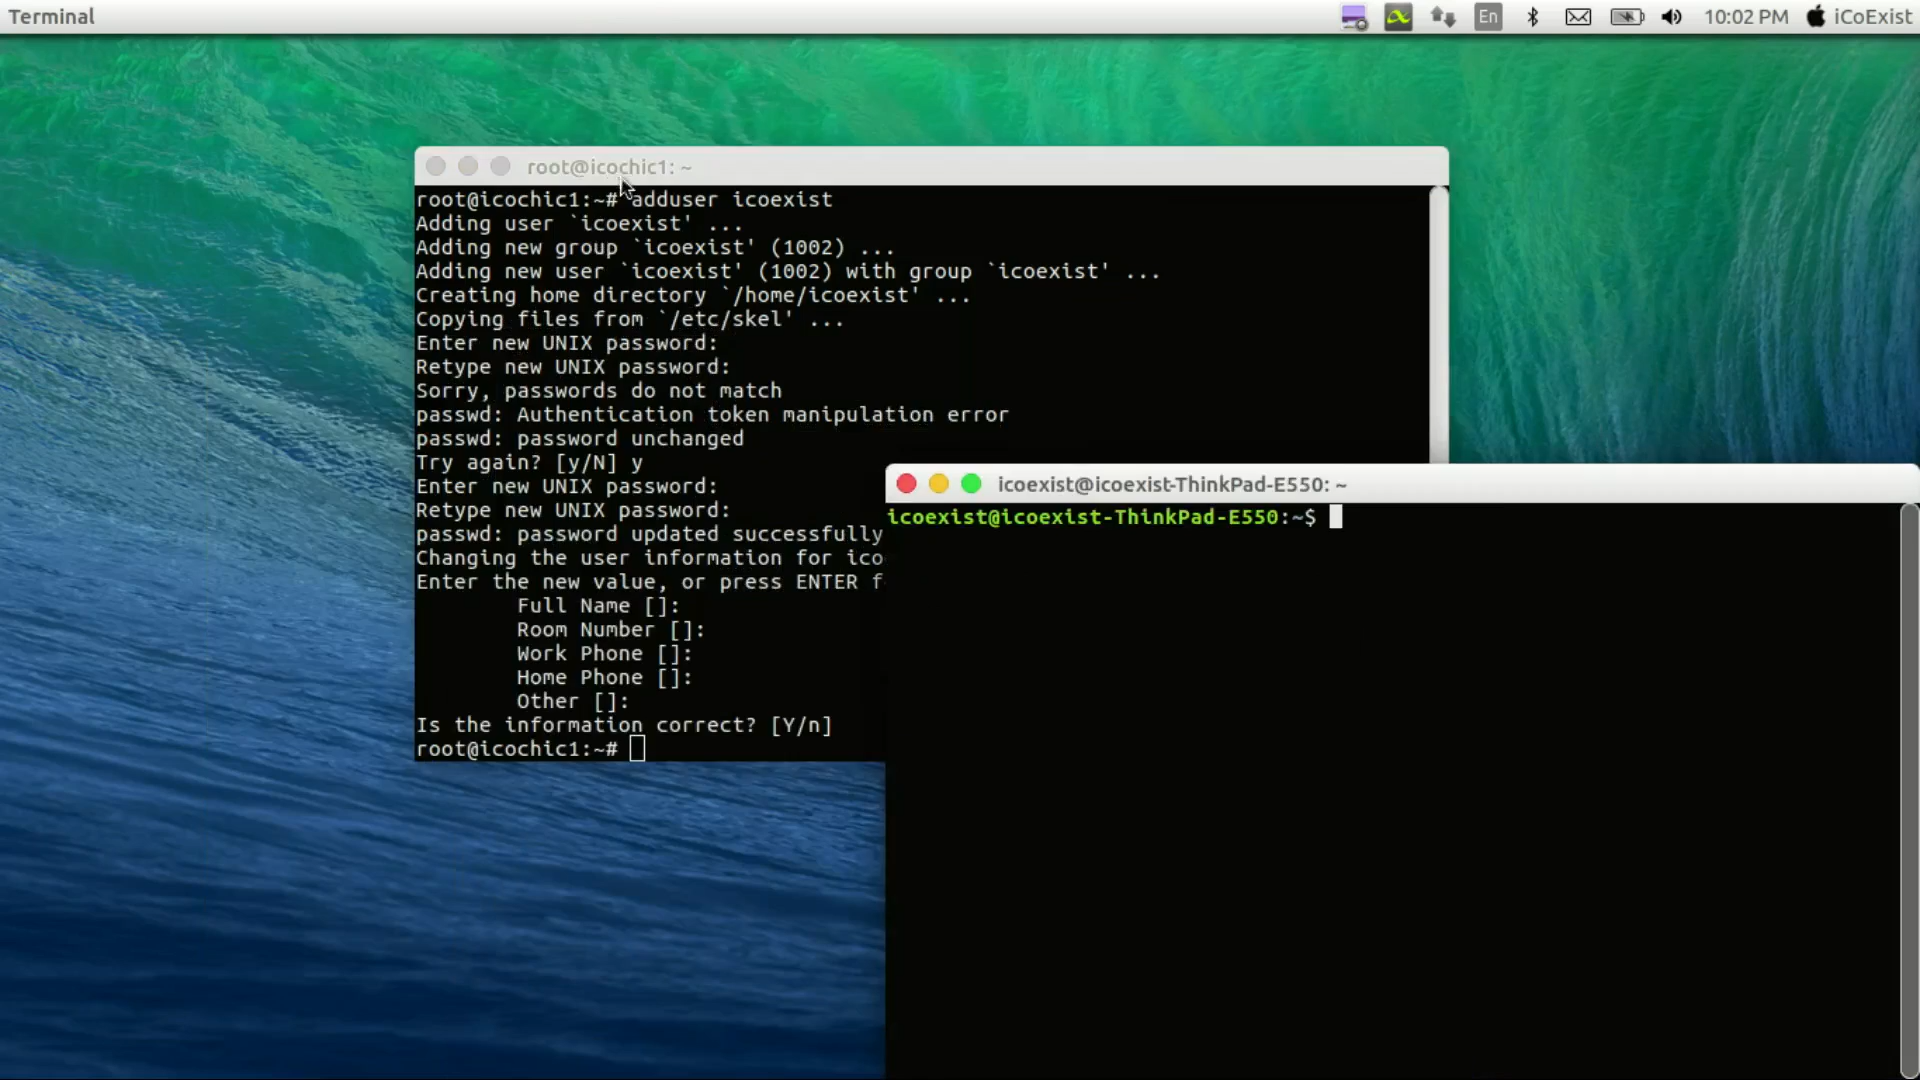 Terminal
En
10:02 PM
iCoExist
root@icochic1: ~
root@icochic1:~# adduser icoexist
Adding user `icoexist' ...
Adding new group `icoexist' (1002) ...
Adding new user `icoexist' (1002) with group `icoexist' ...
Creating home directory `/home/icoexist' ...
Copying files from `/etc/skel' ...
Enter new UNIX password:
Retype new UNIX password:
Sorry, passwords do not match
passwd: Authentication token manipulation error
passwd: password unchanged
Try again? [y/N] y
Enter new UNIX password:
Retype new UNIX password:
passwd: password updated successfully
Changing the user information for ico
Enter the new value, or press ENTER f
Full Name []:
Room Number []:
Work Phone []:
Home Phone []:
Other []:
Is the information correct? [Y/n]
root@icochic1:~#
icoexist@icoexist-ThinkPad-E550: ~
icoexist@icoexist-ThinkPad-E550:~$